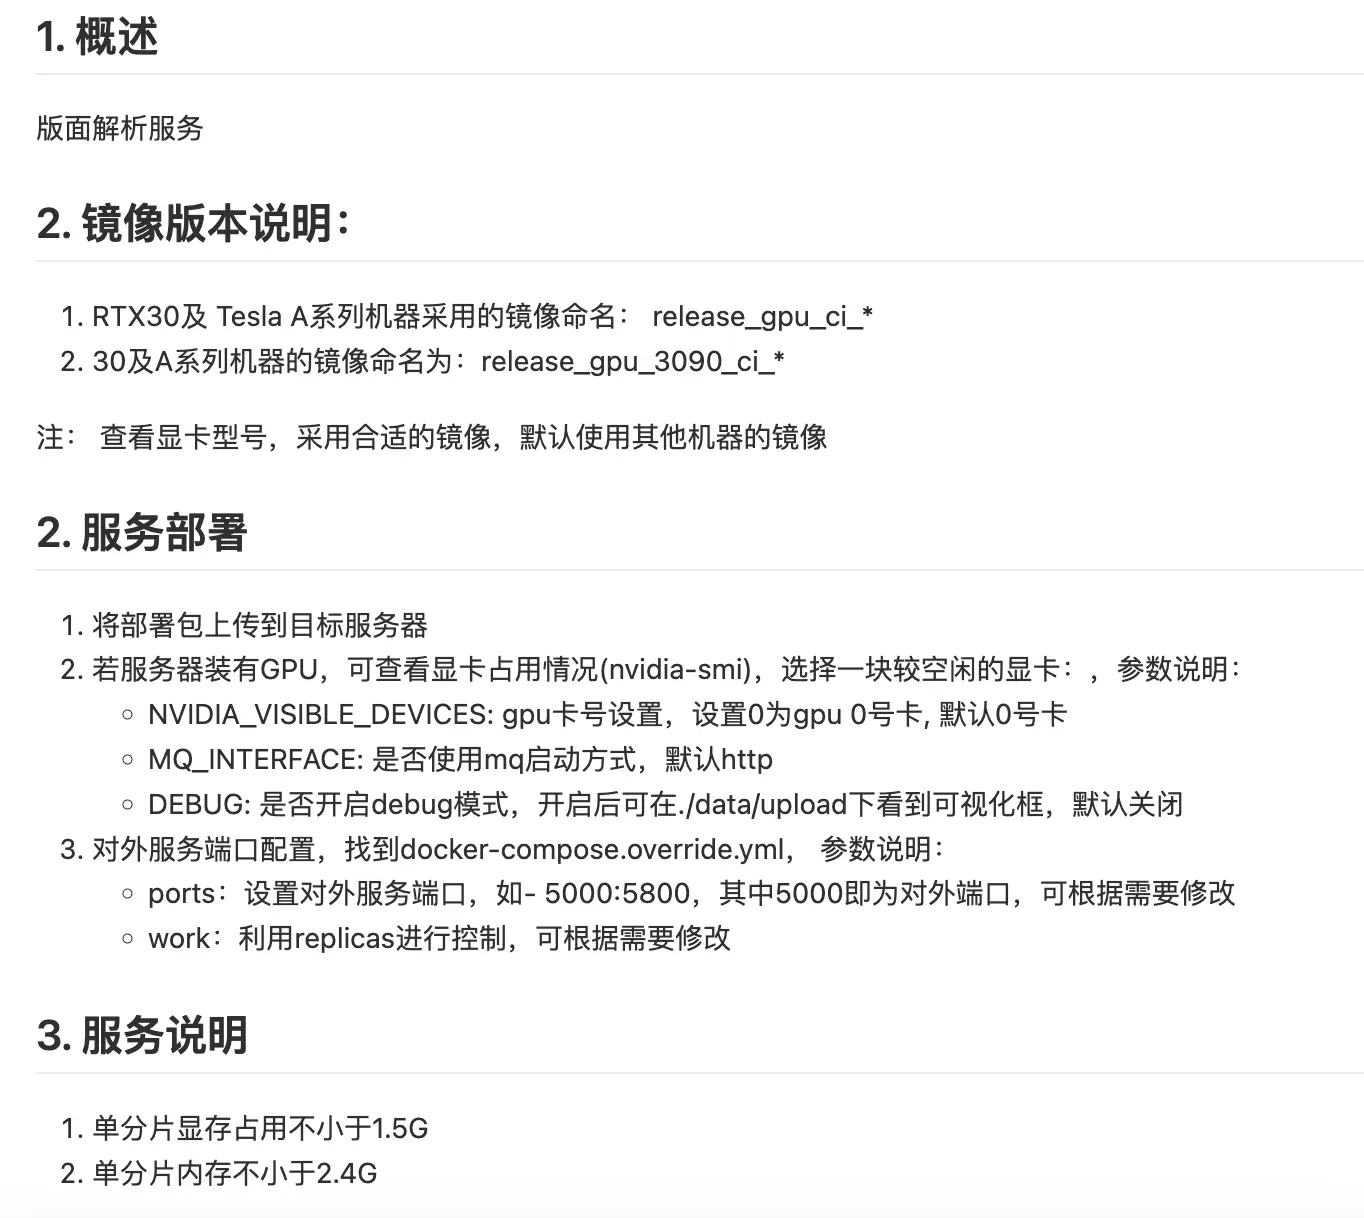 1. 概述
版面解析服务
2. 镜像版本说明：
1. RTX30及 Tesla A系列机器采用的镜像命名： release_gpu_ci_*
2. 30及A系列机器的镜像命名为：release_gpu_3090_ci_*
注： 查看显卡型号，采用合适的镜像，默认使用其他机器的镜像
2. 服务部署
1. 将部署包上传到目标服务器
2. 若服务器装有GPU，可查看显卡占用情况(nvidia-smi)，选择一块较空闲的显卡：，参数说明：
○ NVIDIA_VISIBLE_DEVICES: gpu卡号设置，设置0为gpu 0号卡, 默认0号卡
○ MQ_INTERFACE: 是否使用mq启动方式，默认http
○ DEBUG: 是否开启debug模式，开启后可在./data/upload下看到可视化框，默认关闭
3. 对外服务端口配置，找到docker-compose.override.yml， 参数说明：
○ ports：设置对外服务端口，如- 5000:5800，其中5000即为对外端口，可根据需要修改
○ work：利用replicas进行控制，可根据需要修改
3. 服务说明
1. 单分片显存占用不小于1.5G
2. 单分片内存不小于2.4G